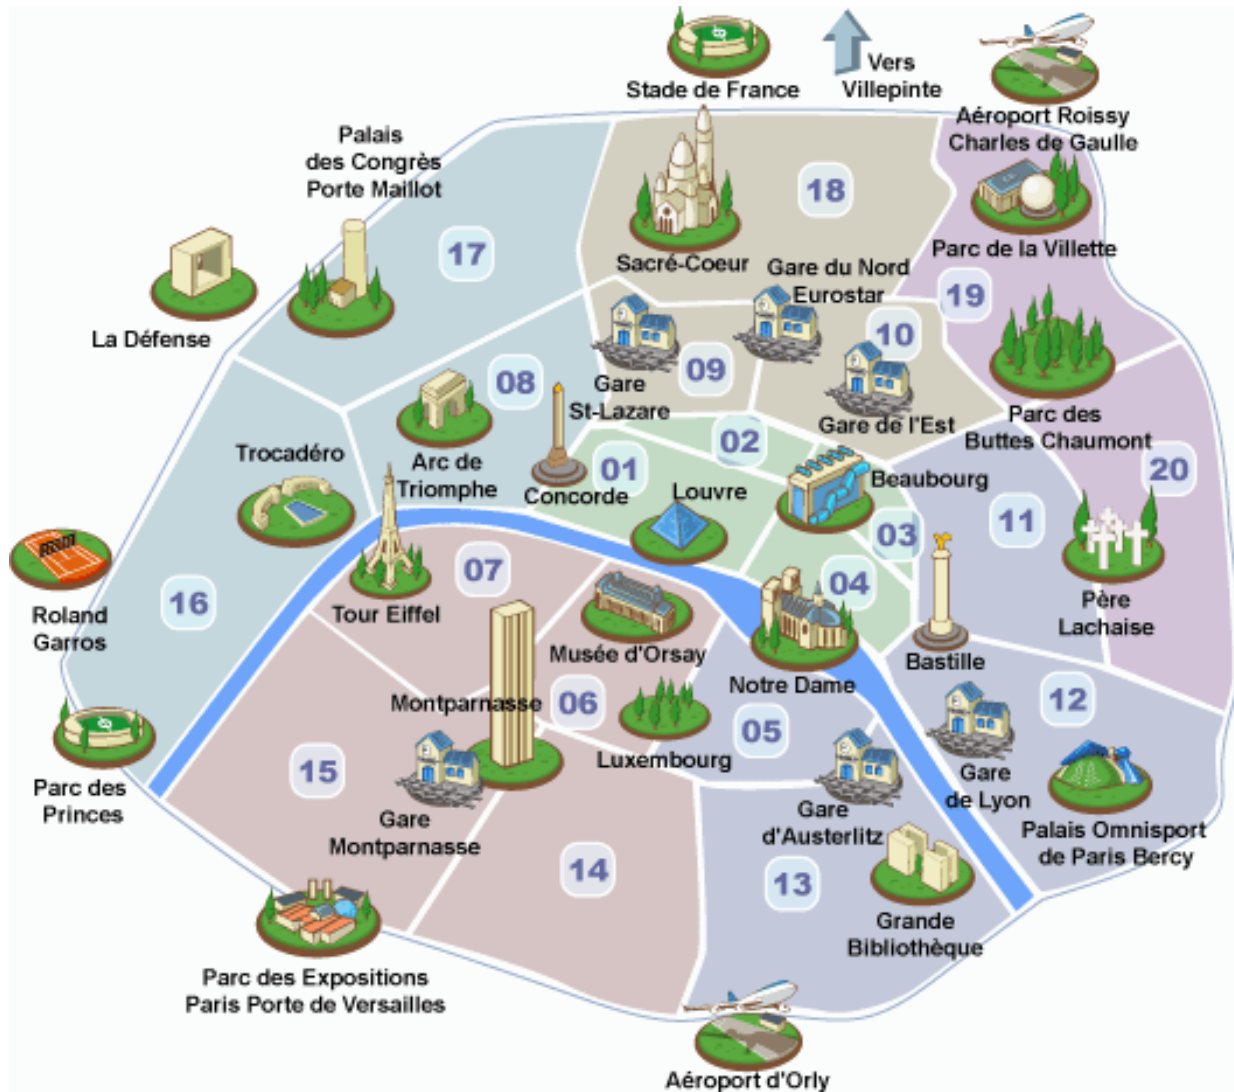 Stade de France
Vers
Villepinte
Aéroport Roissy
Charles de Gaulle
Palais
des Congrès
Porte Maillot
18
17
Parc de la Villette
Sacré-Coeur
Gare du Nord
Eurostar
19
La Défense
10
09
08
Gare
St-Lazare
Parc des
Buttes Chaumont
Gare de l'Est
02
Trocadéro
Arc de
Triomphe
01
Concorde
Louvre
Beaubourg
20
11
03
07
04
Roland
Garros
16
Tour Eiffel
Père
Lachaise
Musée d'Orsay
Bastille
Notre Dame
Montparnasse
06
12
05
Luxembourg
15
Parc des
Princes
Gare
de Lyon
Gare
Montparnasse
Gare
d'Austerlitz
Palais Omnisport
de Paris Bercy
14
13
Grande
Bibliothèque
Parc des Expositions
Paris Porte de Versailles
Aéroport d'Orly